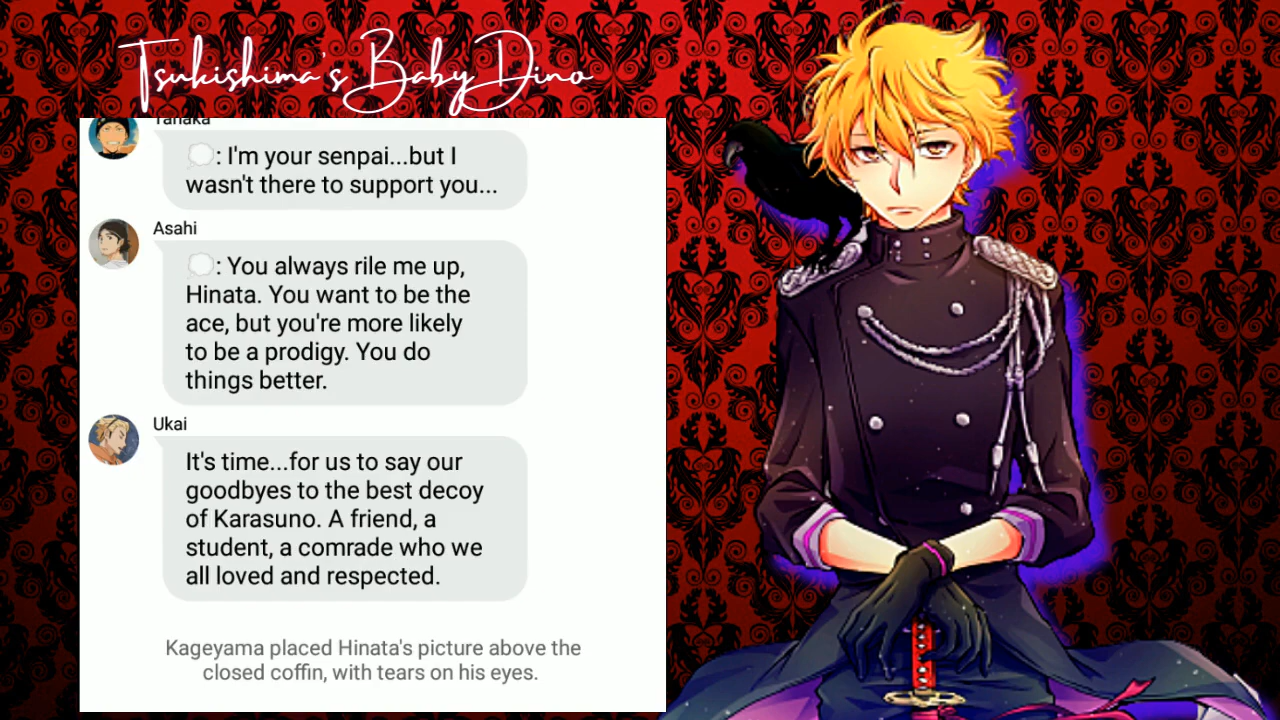 Tsukishima's Baby Dino
Tanaka
💭: I'm your senpai...but I
wasn't there to support you...
Asahi
💭: You always rile me up,
Hinata. You want to be the
ace, but you're more likely
to be a prodigy. You do
things better.
Ukai
It's time...for us to say our
goodbyes to the best decoy
of Karasuno. A friend, a
student, a comrade who we
all loved and respected.
Kageyama placed Hinata's picture above the
closed coffin, with tears on his eyes.